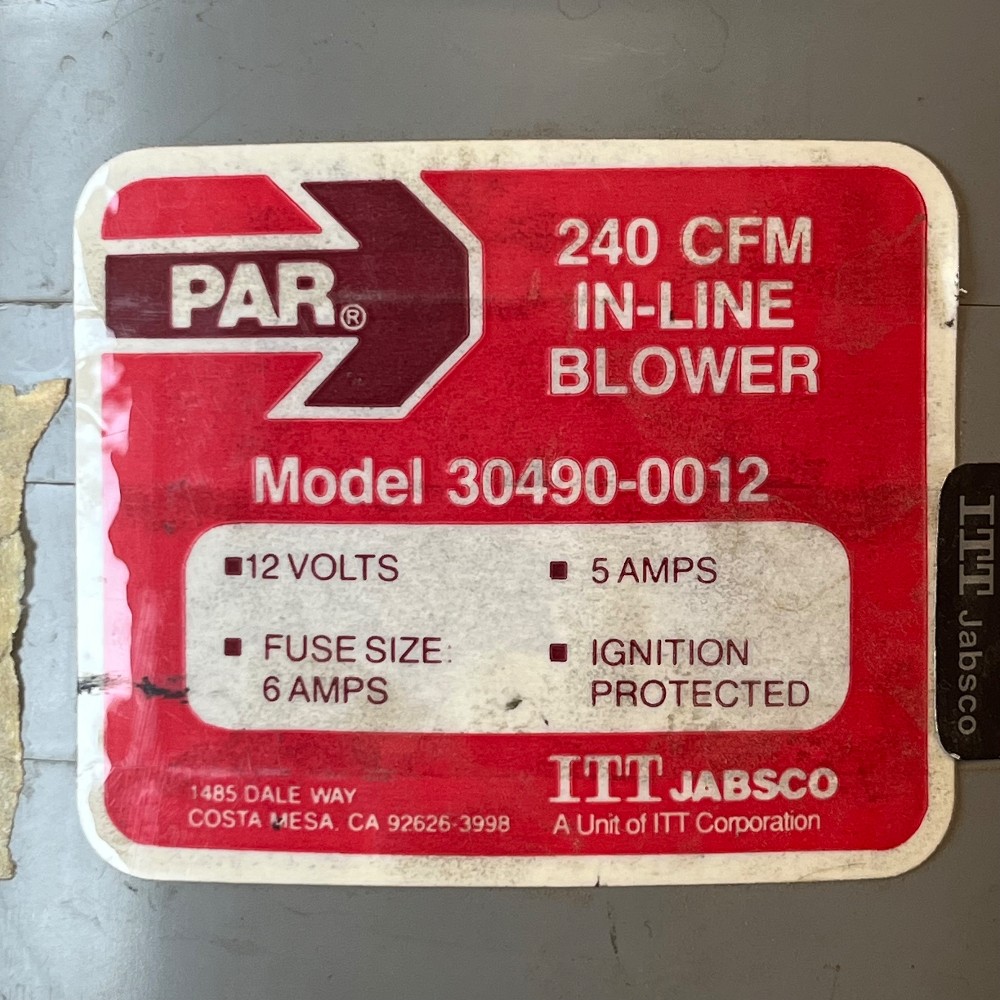 PAR®
240 CFM
IN-LINE
BLOWER
Model 30490-0012
■12 VOLTS
■ 5 AMPS
■ FUSE SIZE:
6 AMPS
■ IGNITION
PROTECTED
1485 DALE WAY
COSTA MESA, CA 92626-3998
ITT JABSCO
A Unit of ITT Corporation
ITT Jabsco